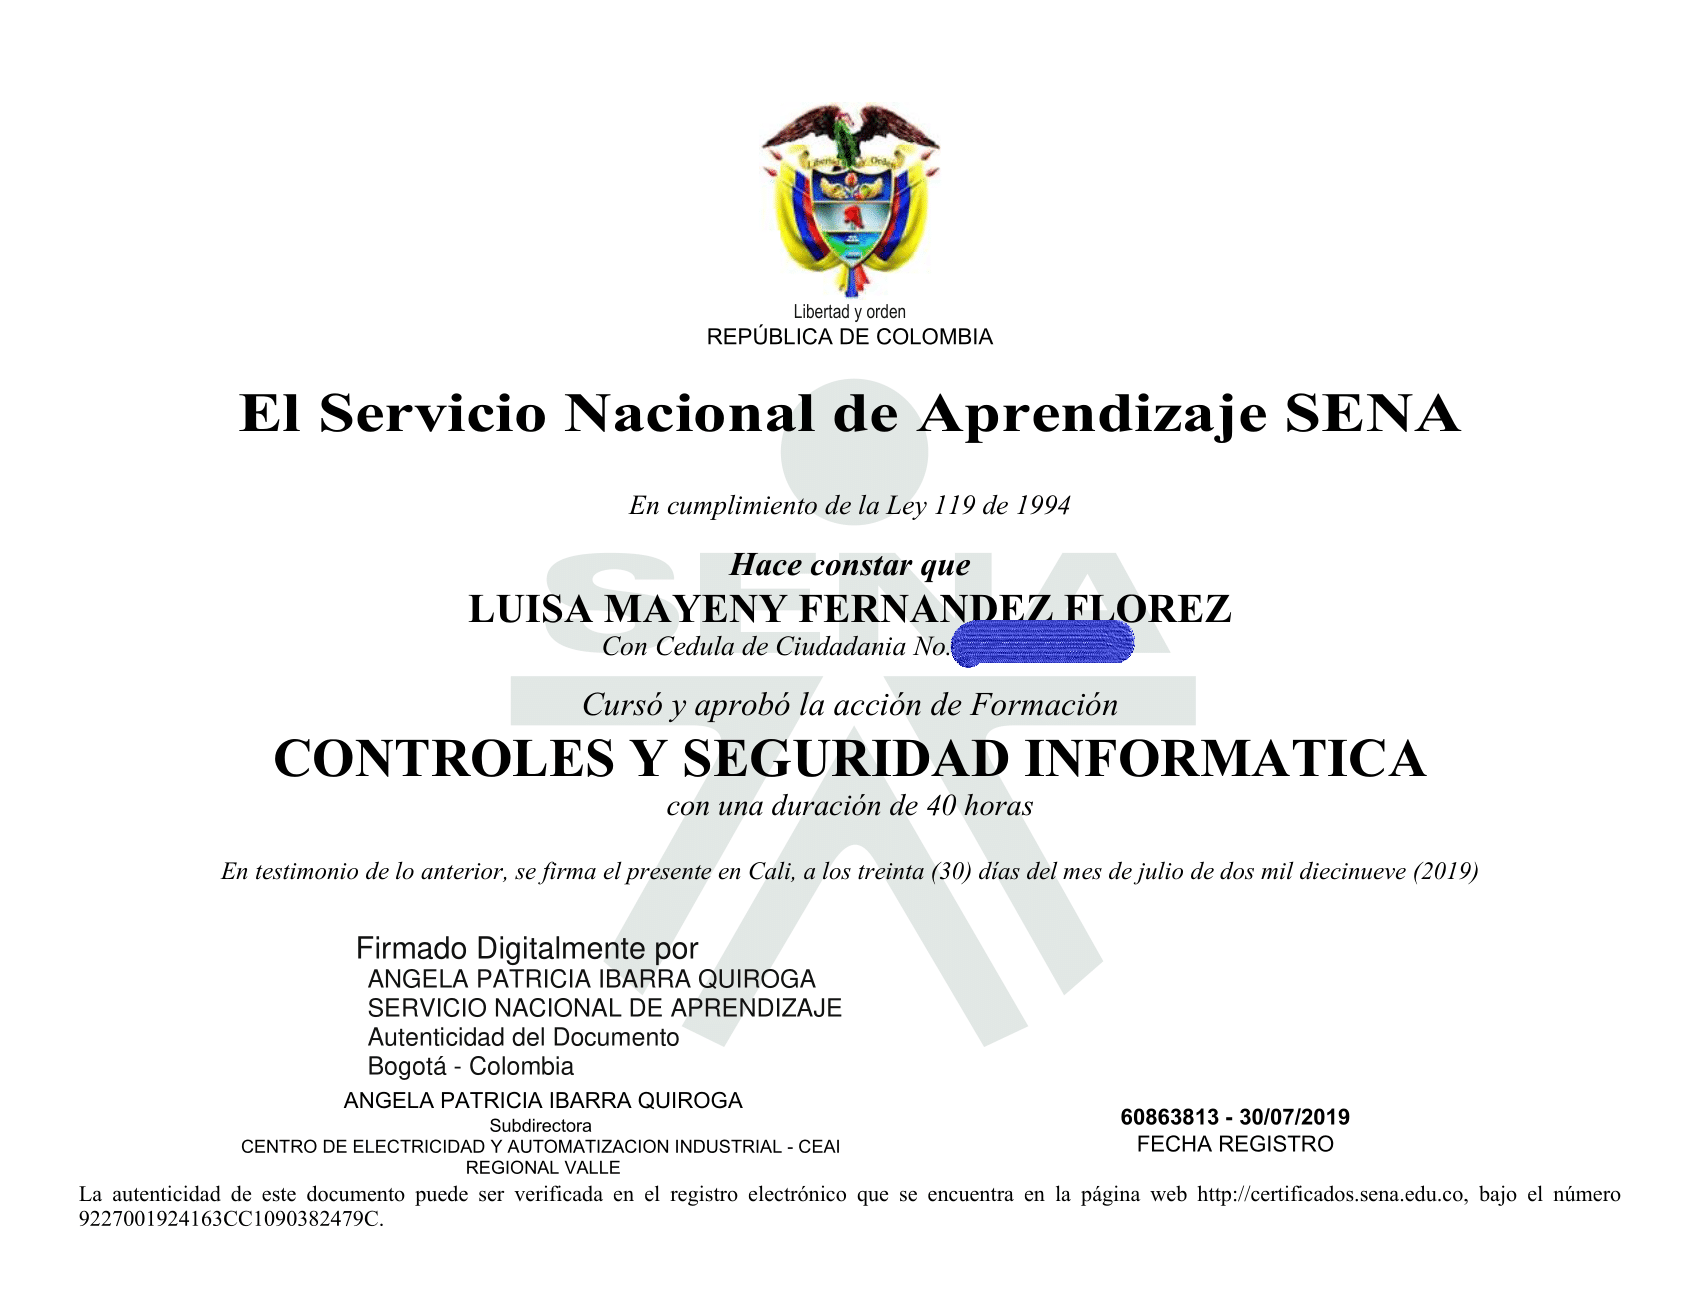 Libertad y Orden
Libertad y orden
REPÚBLICA DE COLOMBIA
El Servicio Nacional de Aprendizaje SENA
En cumplimiento de la Ley 119 de 1994
Hace constar que
SENA
LUISA MAYENY FERNANDEZ FLOREZ
Con Cedula de Ciudadania No.
Cursó y aprobó la acción de Formación
CONTROLES Y SEGURIDAD INFORMATICA
con una duración de 40 horas
En testimonio de lo anterior, se firma el presente en Cali, a los treinta (30) días del mes de julio de dos mil diecinueve (2019)
Firmado Digitalmente por
ANGELA PATRICIA IBARRA QUIROGA
SERVICIO NACIONAL DE APRENDIZAJE
Autenticidad del Documento
Bogotá - Colombia
ANGELA PATRICIA IBARRA QUIROGA
Subdirectora
CENTRO DE ELECTRICIDAD Y AUTOMATIZACION INDUSTRIAL - CEAI
REGIONAL VALLE
60863813 - 30/07/2019
FECHA REGISTRO
La autenticidad de este documento puede ser verificada en el registro electrónico que se encuentra en la página web http://certificados.sena.edu.co, bajo el número
9227001924163CC1090382479C.